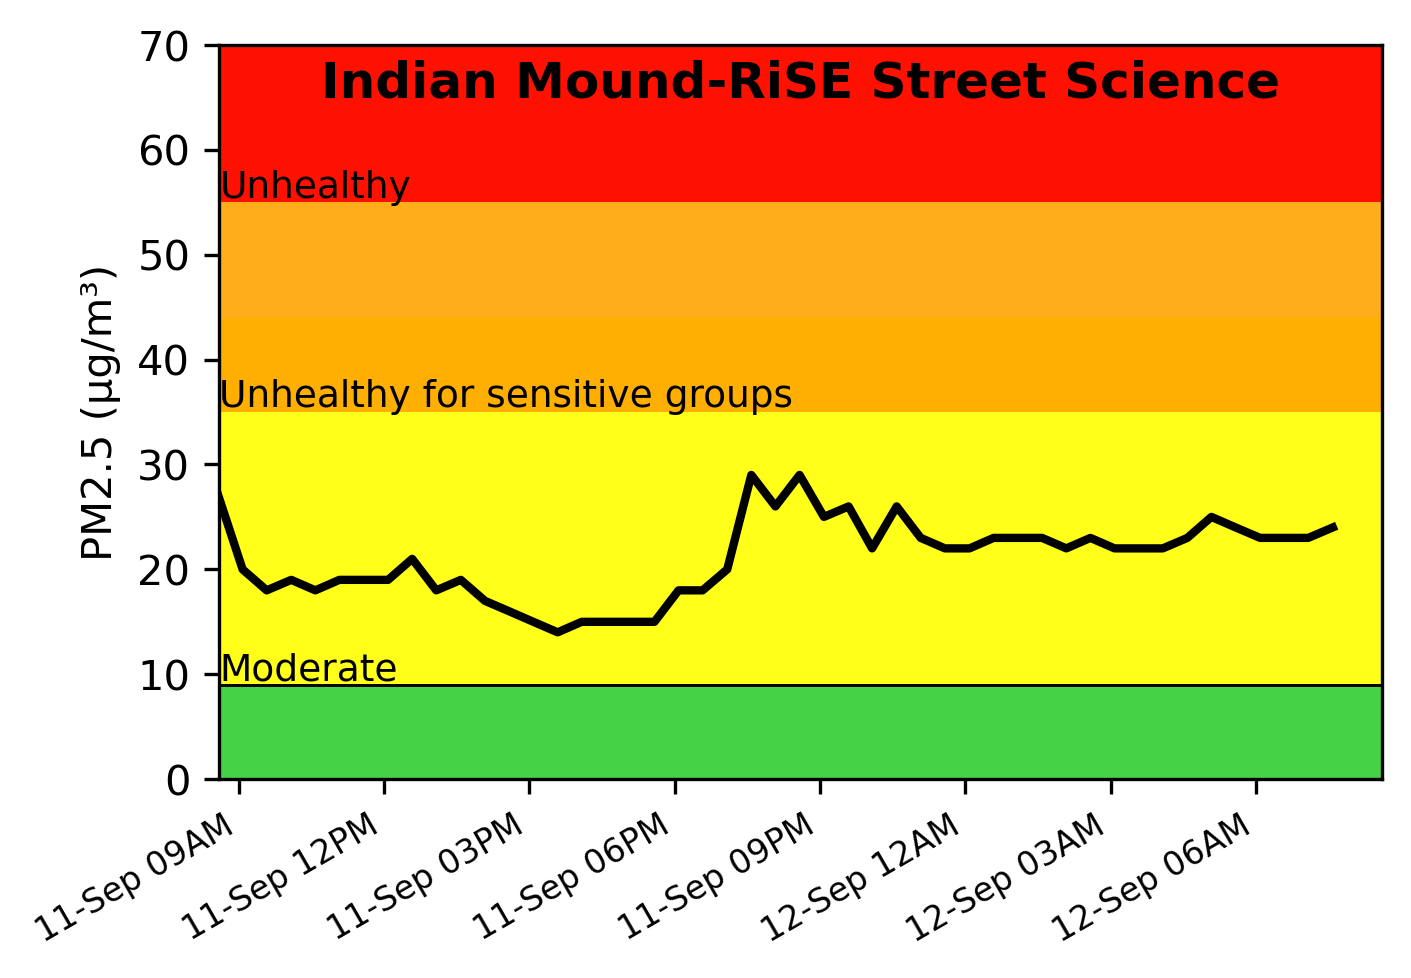 Indian Mound-RiSE Street Science
70
60
50
40
30
20
10
0
PM2.5 (µg/m³)
Unhealthy
Unhealthy for sensitive groups
Moderate
11-Sep 09AM
11-Sep 12PM
11-Sep 03PM
11-Sep 06PM
11-Sep 09PM
12-Sep 12AM
12-Sep 03AM
12-Sep 06AM